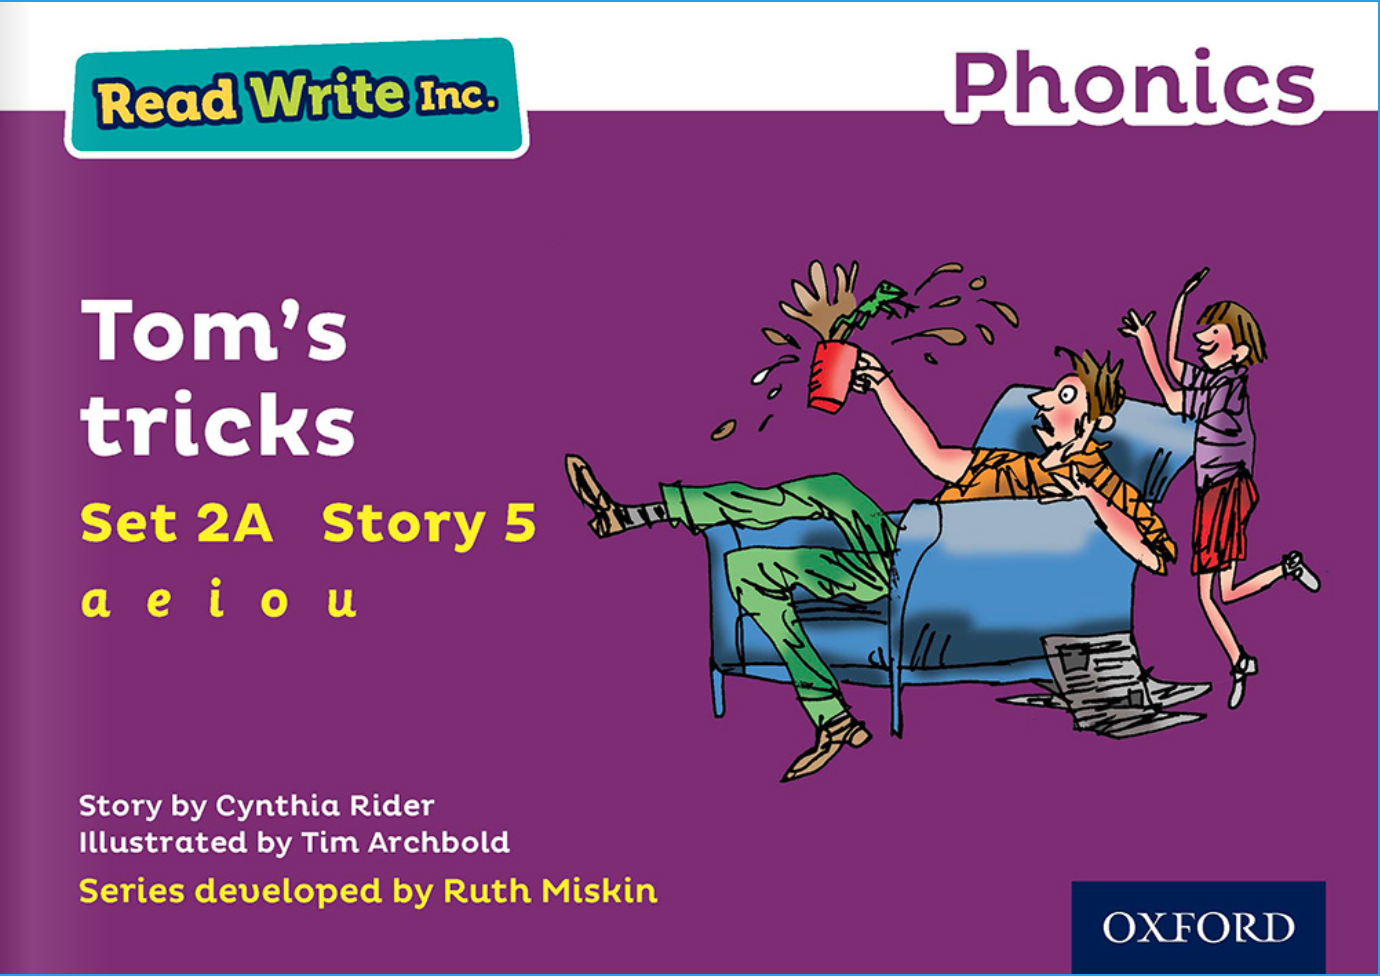 Read Write Inc.
Phonics
Tom's
tricks
Set 2A Story 5
a e i o u
Story by Cynthia Rider
Illustrated by Tim Archbold
Series developed by Ruth Miskin
OXFORD